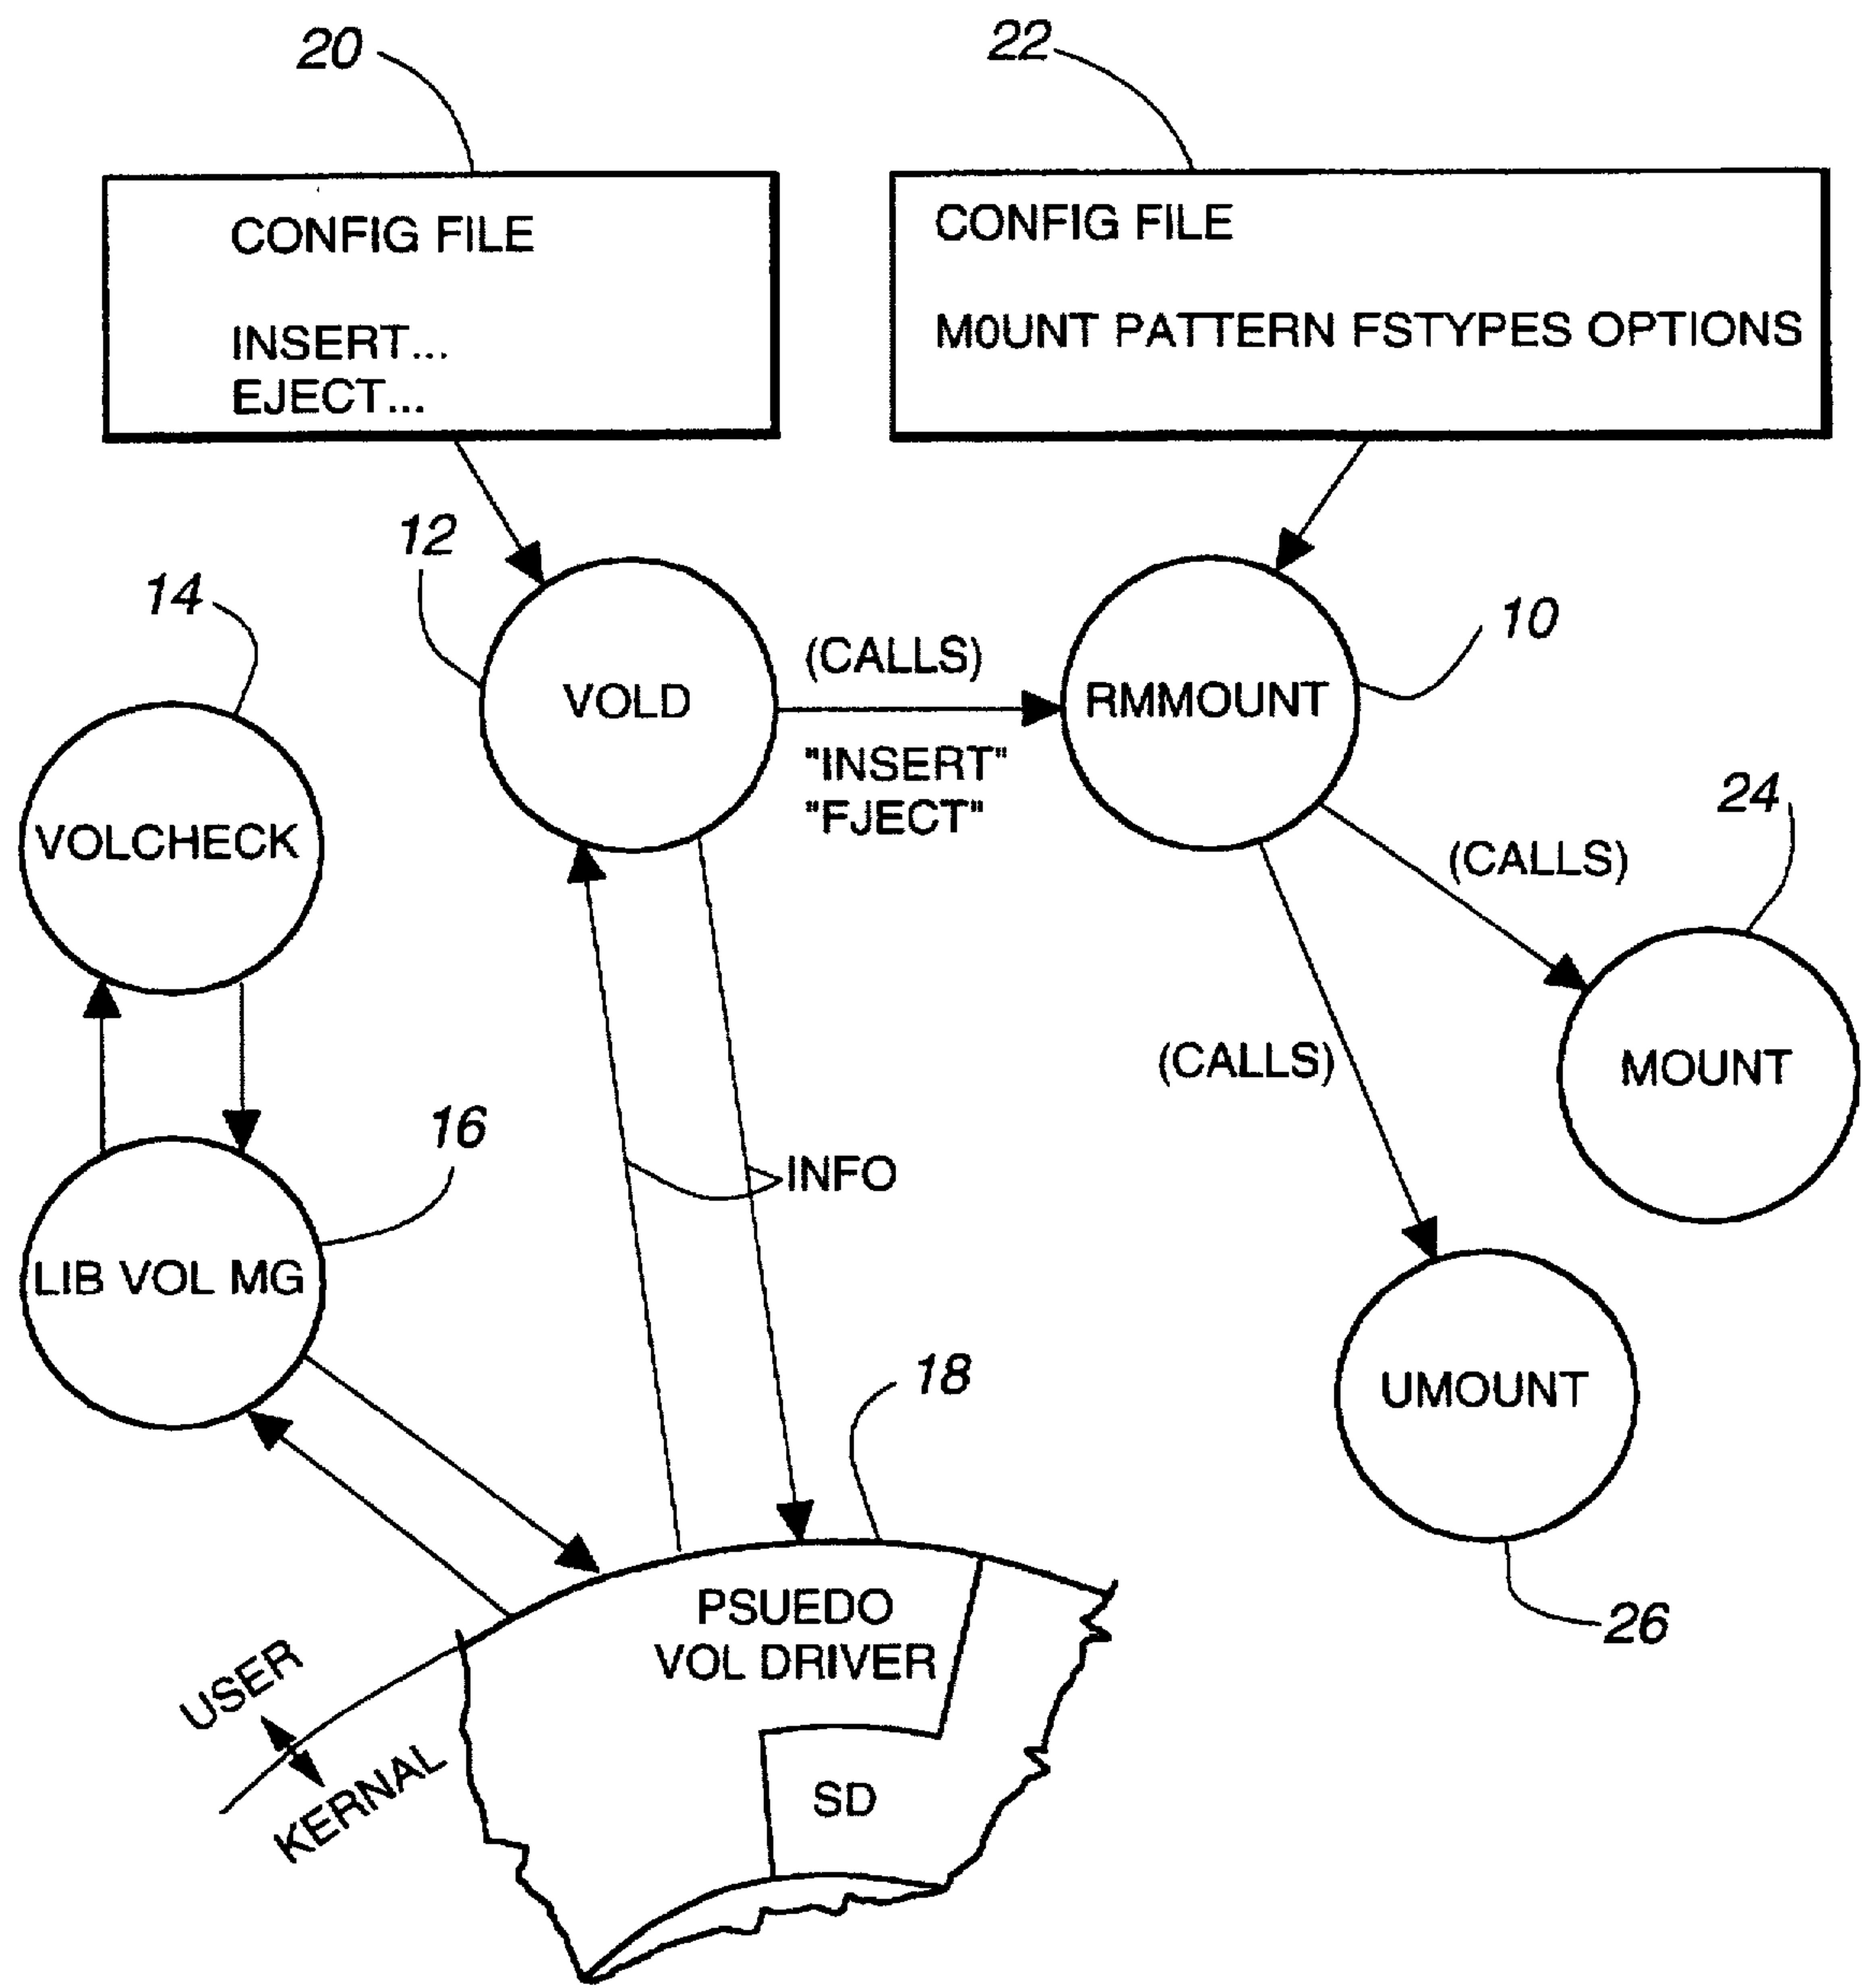 20
22
CONFIG FILE
INSERT...
EJECT...
CONFIG FILE
M0UNT PATTERN FSTYPES OPTIONS
12
14
10
VOLD
(CALLS)
"INSERT"
"FJECT"
RMMOUNT
24
VOLCHECK
(CALLS)
MOUNT
(CALLS)
16
INFO
LIB VOL MG
18
UMOUNT
26
PSUEDO
VOL DRIVER
USER
KERNAL
SD